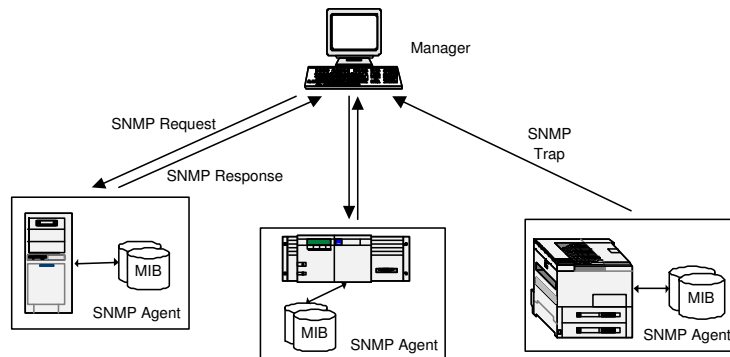 Manager
SNMP Request
SNMP
Trap
SNMP Response
MIB
SNMP Agent
MIB
SNMP Agent
MIB
SNMP Agent